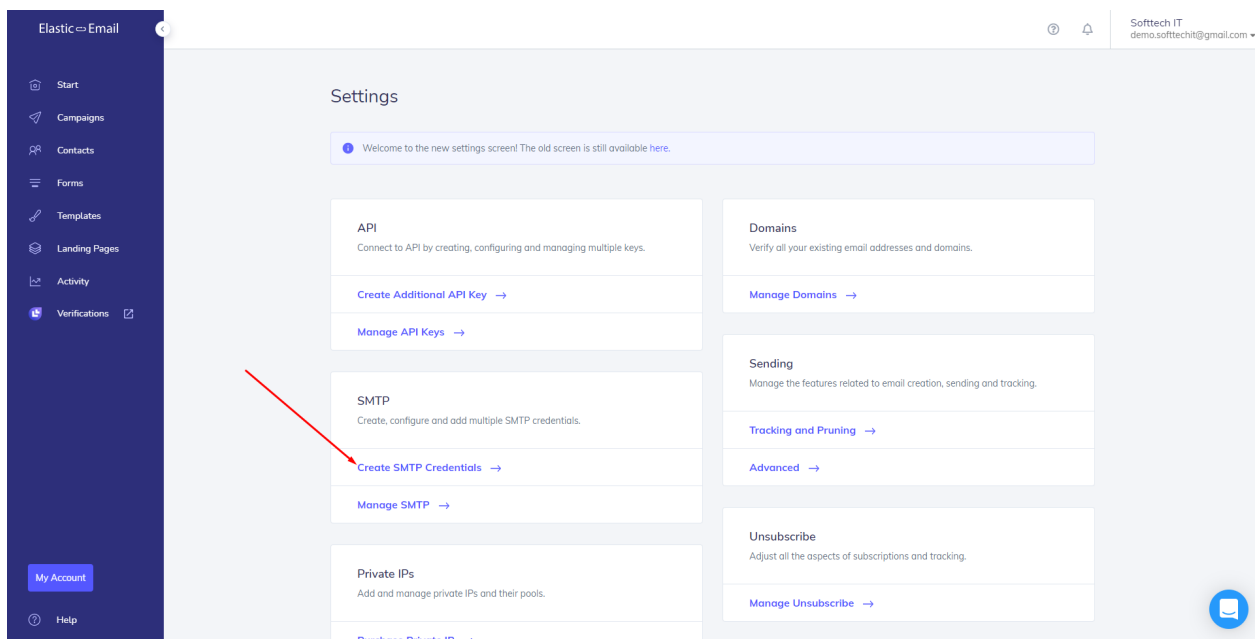 Elastic Email
Softtech IT
demo.softtechit@gmail.com
Start
Campaigns
Contacts
Forms
Templates
Landing Pages
Activity
Verifications
My Account
Help
Settings
Welcome to the new settings screen! The old screen is still available here.
API
Connect to API by creating, configuring and managing multiple keys.
Create Additional API Key →
Manage API Keys →
SMTP
Create, configure and add multiple SMTP credentials.
Create SMTP Credentials →
Manage SMTP →
Private IPs
Add and manage private IPs and their pools.
Purchase Private IP
Domains
Verify all your existing email addresses and domains.
Manage Domains →
Sending
Manage the features related to email creation, sending and tracking.
Tracking and Pruning →
Advanced →
Unsubscribe
Adjust all the aspects of subscriptions and tracking.
Manage Unsubscribe →